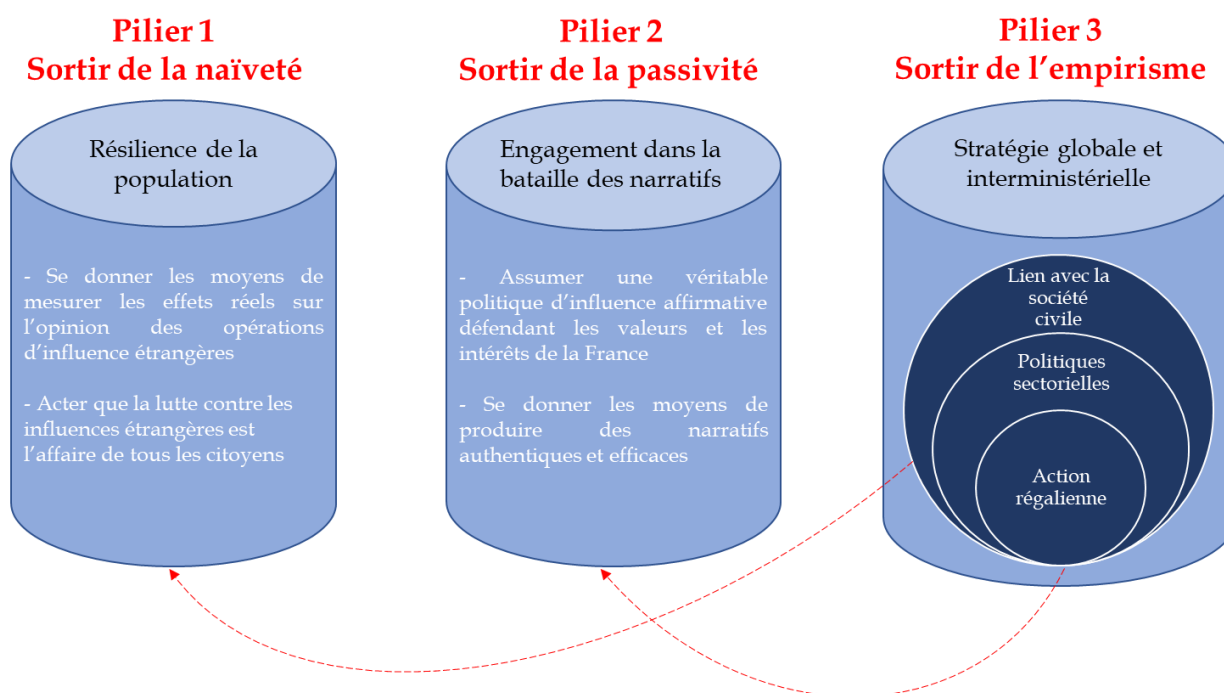 Pilier 1
Sortir de la naïveté
Résilience de la
population
- Se donner les moyens de
mesurer les effets réels sur
l’opinion des opérations
d’influence étrangères
- Acter que la lutte contre les
influences étrangères est
l’affaire de tous les citoyens
Pilier 2
Sortir de la passivité
Engagement dans la
bataille des narratifs
- Assumer une véritable
politique d’influence affirmative
défendant les valeurs et les
intérêts de la France
- Se donner les moyens de
produire des narratifs
authentiques et efficaces
Pilier 3
Sortir de l’empirisme
Stratégie globale et
interministérielle
Lien avec la
société
civile
Politiques
sectorielles
Action
régalienne